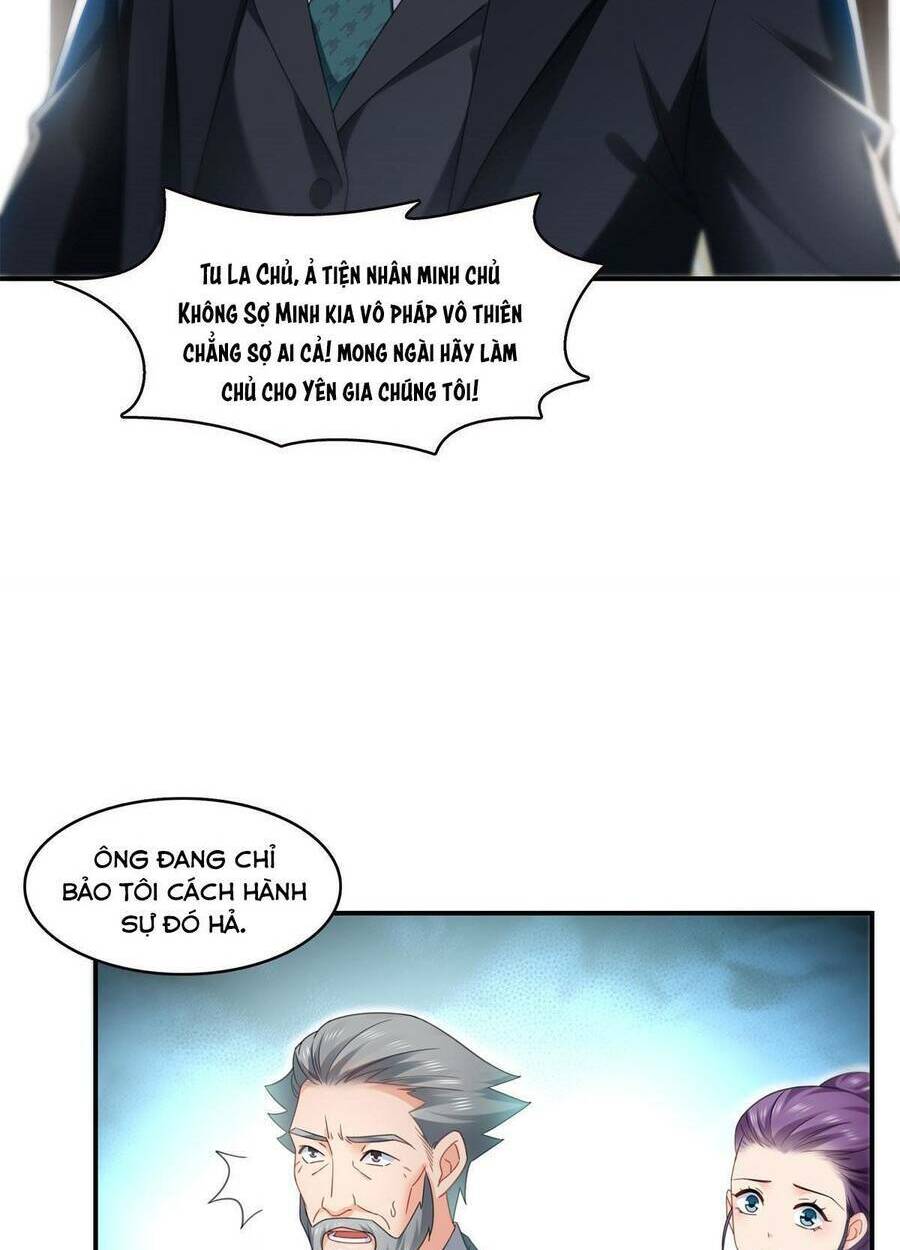 Tu La Chủ, ả tiện nhân minh chủ
Không Sợ Minh kia vô pháp vô thiên
chẳng sợ ai cả! mong ngài hãy làm
chủ cho Yên gia chúng tôi!
ÔNG ĐANG CHỈ
BẢO TÔI CÁCH HÀNH
SỰ ĐÓ HẢ.